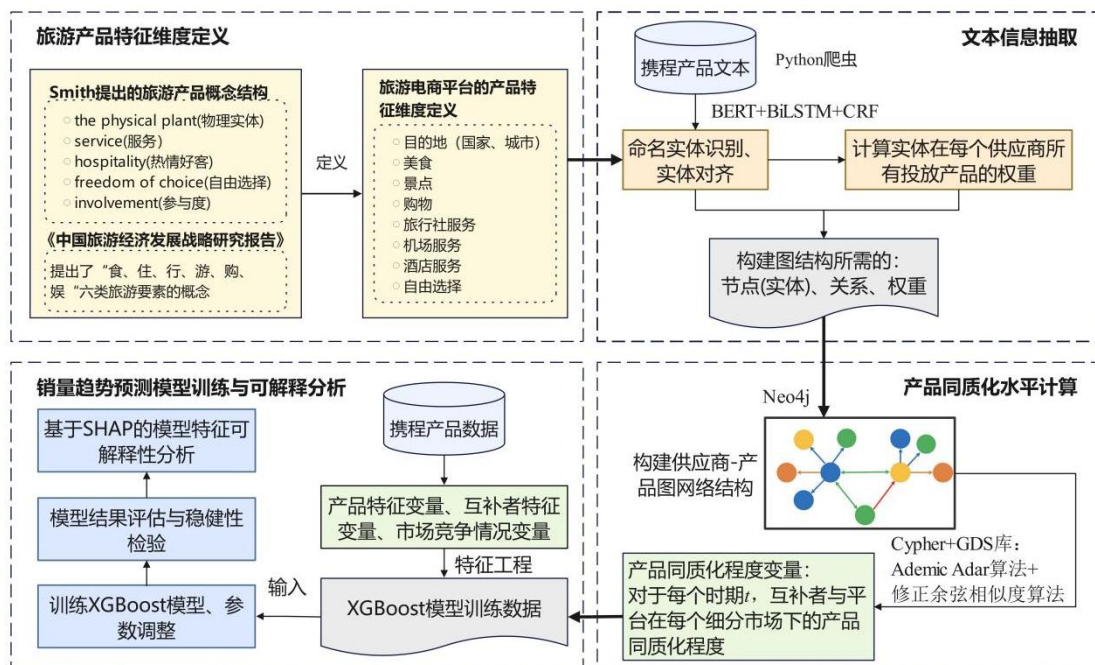 旅游产品特征维度定义
Smith提出的旅游产品概念结构
the physical plant(物理实体)
service(服务)
hospitality(热情好客)
freedom of choice(自由选择)
involvement(参与度)
《中国旅游经济发展战略研究报告》
提出了“食、住、行、游、购、
娱“六类旅游要素的概念
定义
旅游电商平台的产品特
征维度定义
目的地（国家、城市）
美食
景点
购物
旅行社服务
机场服务
酒店服务
自由选择
文本信息抽取
携程产品文本
Python爬虫
BERT+BiLSTM+CRF
命名实体识别、
实体对齐
计算实体在每个供应商所
有投放产品的权重
构建图结构所需的：
节点(实体)、关系、权重
产品同质化水平计算
Neo4j
构建供应商-产
品图网络结构
Cypher+GDS库：
Ademic Adar算法+
修正余弦相似度算法
产品同质化程度变量：
对于每个时期t，互补者与平
台在每个细分市场下的产品
同质化程度
销量趋势预测模型训练与可解释分析
携程产品数据
产品特征变量、互补者特征
变量、市场竞争情况变量
特征工程
XGBoost模型训练数据
输入
训练XGBoost模型、参
数调整
模型结果评估与稳健性
检验
基于SHAP的模型特征可
解释性分析